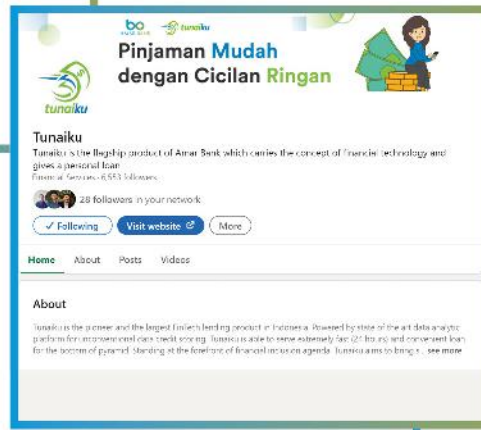 tunaiku
Pinjaman Mudah
dengan Cicilan Ringan
tunaiku
Tunaiku
Tunaiku is the flagship product of Amar Bank which carries the concept of financial technology and
gives a personal loan
Financial Services · 6,553 followers
28 followers in your network
✓ Following Visit website More
Home About Posts Videos
About
Tunaiku is the pioneer and the largest FinTech lending product in Indonesia. Powered by state of the art data analytic
platform for unconventional data credit scoring. Tunaiku is able to serve extremely fast (24 hours) and convenient loan
for the bottom of pyramid. Standing at the forefront of financial inclusion agenda Tunaiku aims to bring s... see more